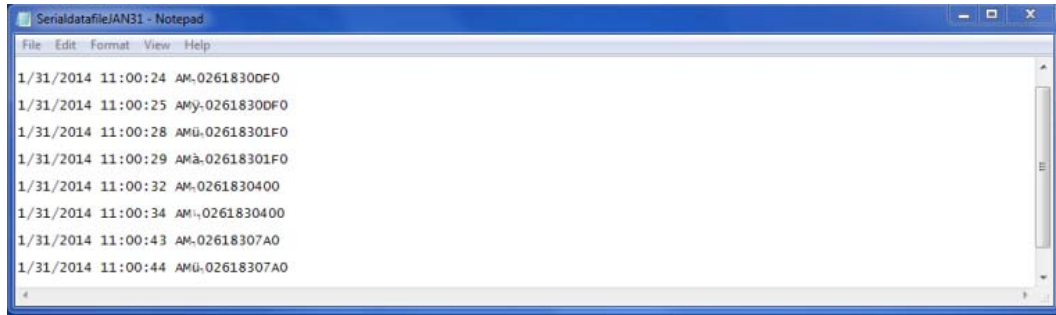 SerialdatafileJAN31 - Notepad
File Edit Format View Help
1/31/2014 11:00:24 AM,0261830DF0
1/31/2014 11:00:25 AMÿ,0261830DF0
1/31/2014 11:00:28 AMü,02618301F0
1/31/2014 11:00:29 AMà,02618301F0
1/31/2014 11:00:32 AM,0261830400
1/31/2014 11:00:34 AM,0261830400
1/31/2014 11:00:43 AM,02618307A0
1/31/2014 11:00:44 AMü,02618307A0